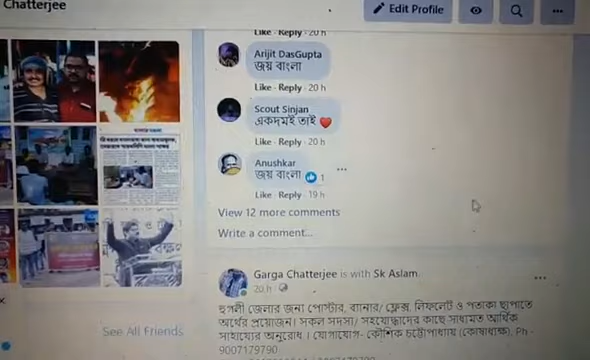 Chatterjee
Edit Profile
Like · Reply · 20 h
Arijit DasGupta
জয় বাংলা
Like · Reply · 20 h
Scout Sinjan
একদমই তাই
Like · Reply · 20 h
Anushkar
জয় বাংলা
1
Like · Reply · 19 h
View 12 more comments
Write a comment...
Garga Chatterjee is with Sk Aslam.
20 h
হুগলী জেলার জন্য পোস্টার, ব্যানার/ ফ্লেক্স, লিফলেট ও পতাকা ছাপাতে
অর্থের প্রয়োজন। সকল সদস্য/ সহযোদ্ধাদের কাছে সাধ্যমত আর্থিক
সাহায্যের অনুরোধ । যোগাযোগ- কৌশিক চট্টোপাধ্যায় (কোষাধ্যক্ষ), Ph -
9007179790
See All Friends